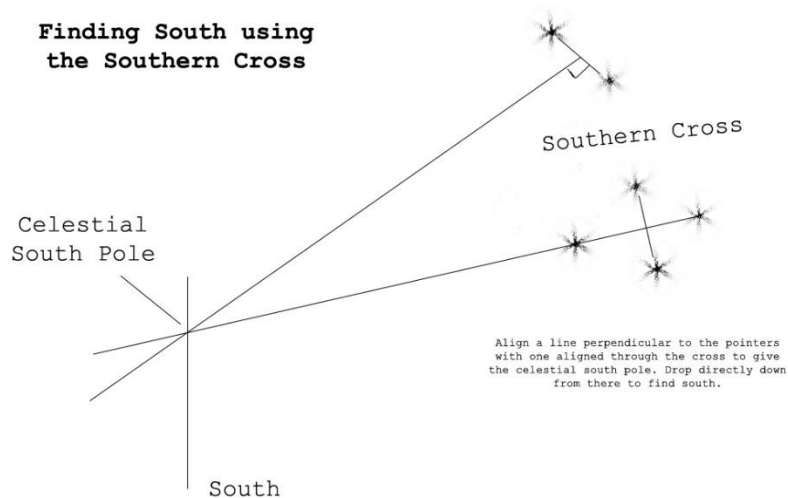 Finding South using
the Southern Cross
Southern Cross
Celestial
South Pole
Align a line perpendicular to the pointers
with one aligned through the cross to give
the celestial south pole. Drop directly down
from there to find south.
South